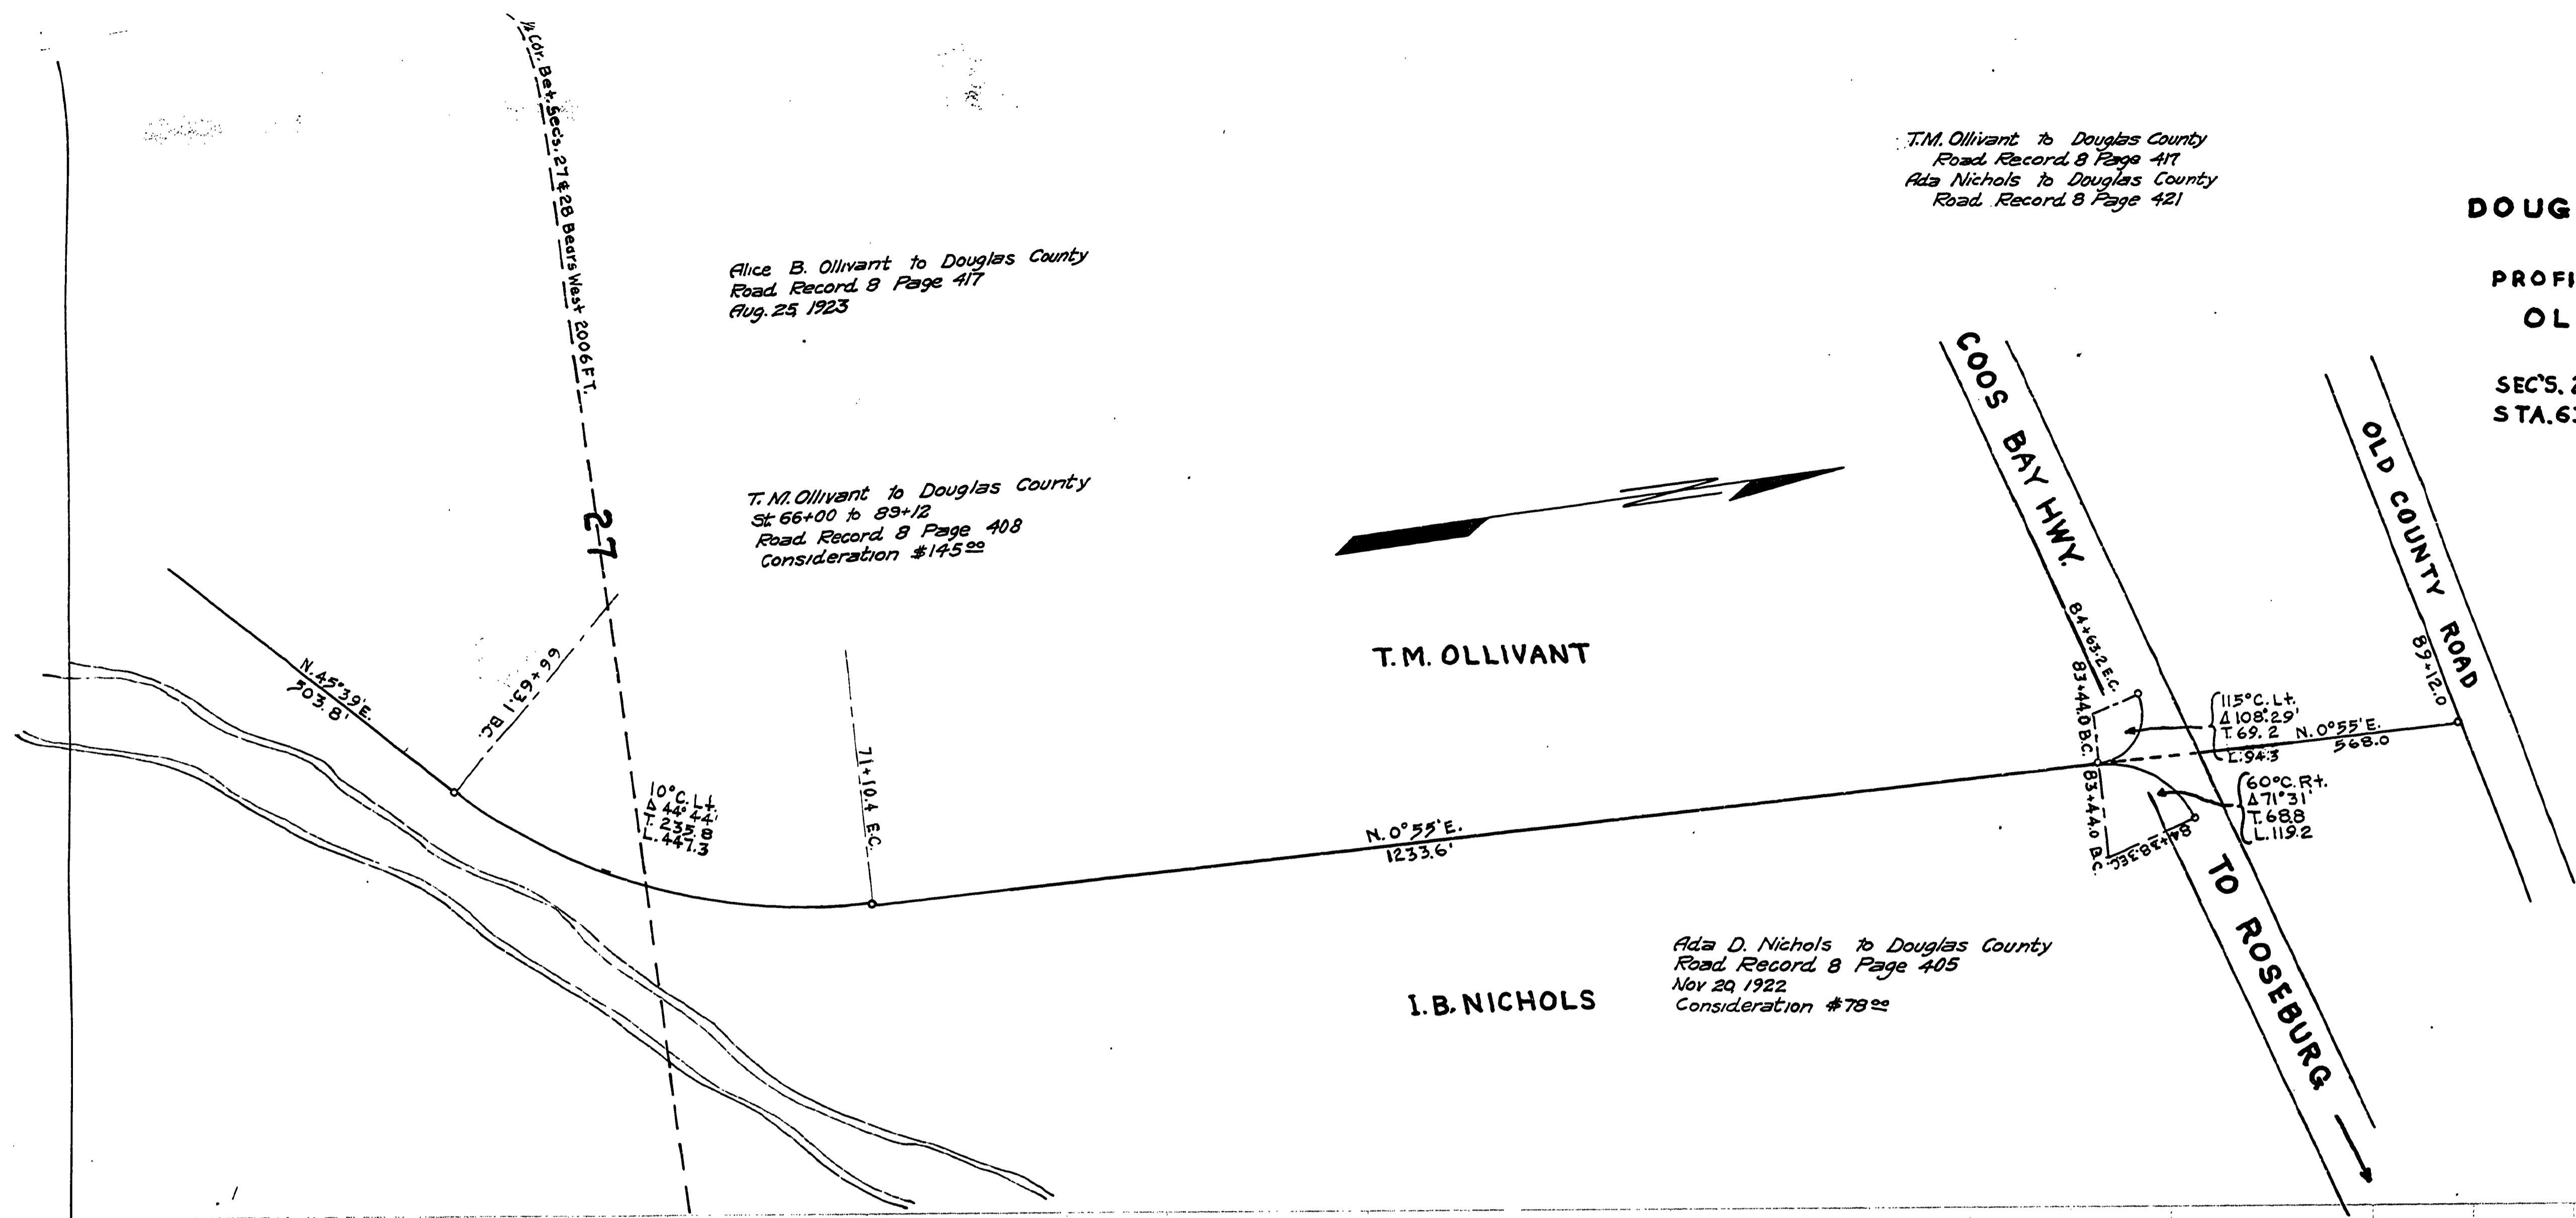 1/4 Cor. Bet. Sec's. 27 & 28 Bears West 2006 FT.
27
Alice B. Ollivant to Douglas County
Road Record 8 Page 417
Aug. 25, 1923
T.M. Ollivant to Douglas County
St. 66+00 to 89+12
Road Record 8 Page 408
Consideration $145.00
T.M. Ollivant to Douglas County
Road Record 8 Page 417
Ada Nichols to Douglas County
Road Record 8 Page 421
DOUG
PROFI
OL
SEC'S. 2
STA. 63
COOS BAY HWY.
OLD COUNTY ROAD
89+12.0
N. 45°39' E.
503.8'
66+63.1 B.C.
10° C. Lt.
Δ 44°44'
T. 235.8
L. 447.3
71+10.4 E.C.
T.M. OLLIVANT
N. 0°55' E.
1233.6'
84+63.2 E.C.
83+44.0 B.C.
83+44.0 B.C.
84+38.3 E.C.
115° C. Lt.
Δ 108°29'
T. 69.2
L. 94.3
N. 0°55' E.
568.0
60° C. Rt.
Δ 71°31'
T. 68.8
L. 119.2
TO ROSEBURG
I.B. NICHOLS
Ada D. Nichols to Douglas County
Road Record 8 Page 405
Nov 20, 1922
Consideration $78.00